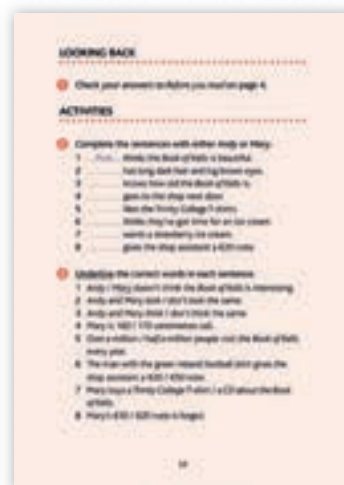 LOOKING BACK
Check your answers to Before you read on page 4.
ACTIVITIES
Complete the sentences with either Andy or Mary.
1 thinks the Book of Kells is beautiful.
2 has long dark hair and big brown eyes.
3 knows how old the Book of Kells is.
4 goes to the shop next door.
5 likes the Trinity College T-shirts.
6 thinks they've got time for an ice cream.
7 wants a strawberry ice cream.
8 gives the shop assistant a €20 note.
Underline the correct words in each sentence.
1 Andy / Mary doesn't think the Book of Kells is interesting.
2 Andy and Mary look / don't look the same.
3 Andy and Mary think / don't think the same.
4 Mary is 160 / 170 centimetres tall.
5 Over a million / half a million people visit the Book of Kells
every year.
6 The man with the green Ireland football shirt gives the
shop assistant a €20 / €50 note.
7 Mary buys a Trinity College T-shirt / a CD about the Book
of Kells.
8 Mary's €50 / €20 note is forged.